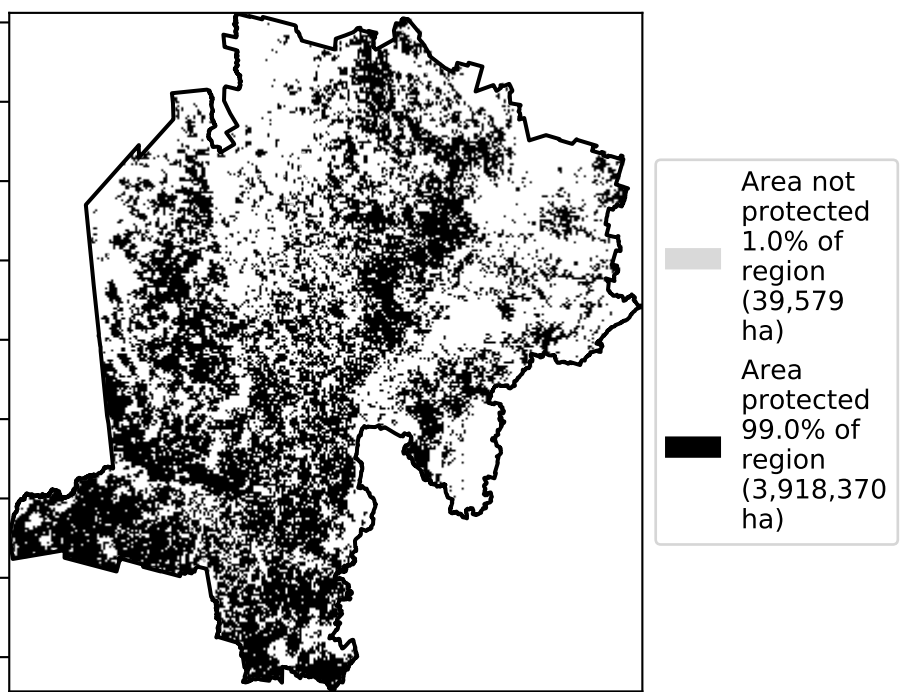 Area not
protected
1.0% of
region
(39,579
ha)
Area
protected
99.0% of
region
(3,918,370
ha)